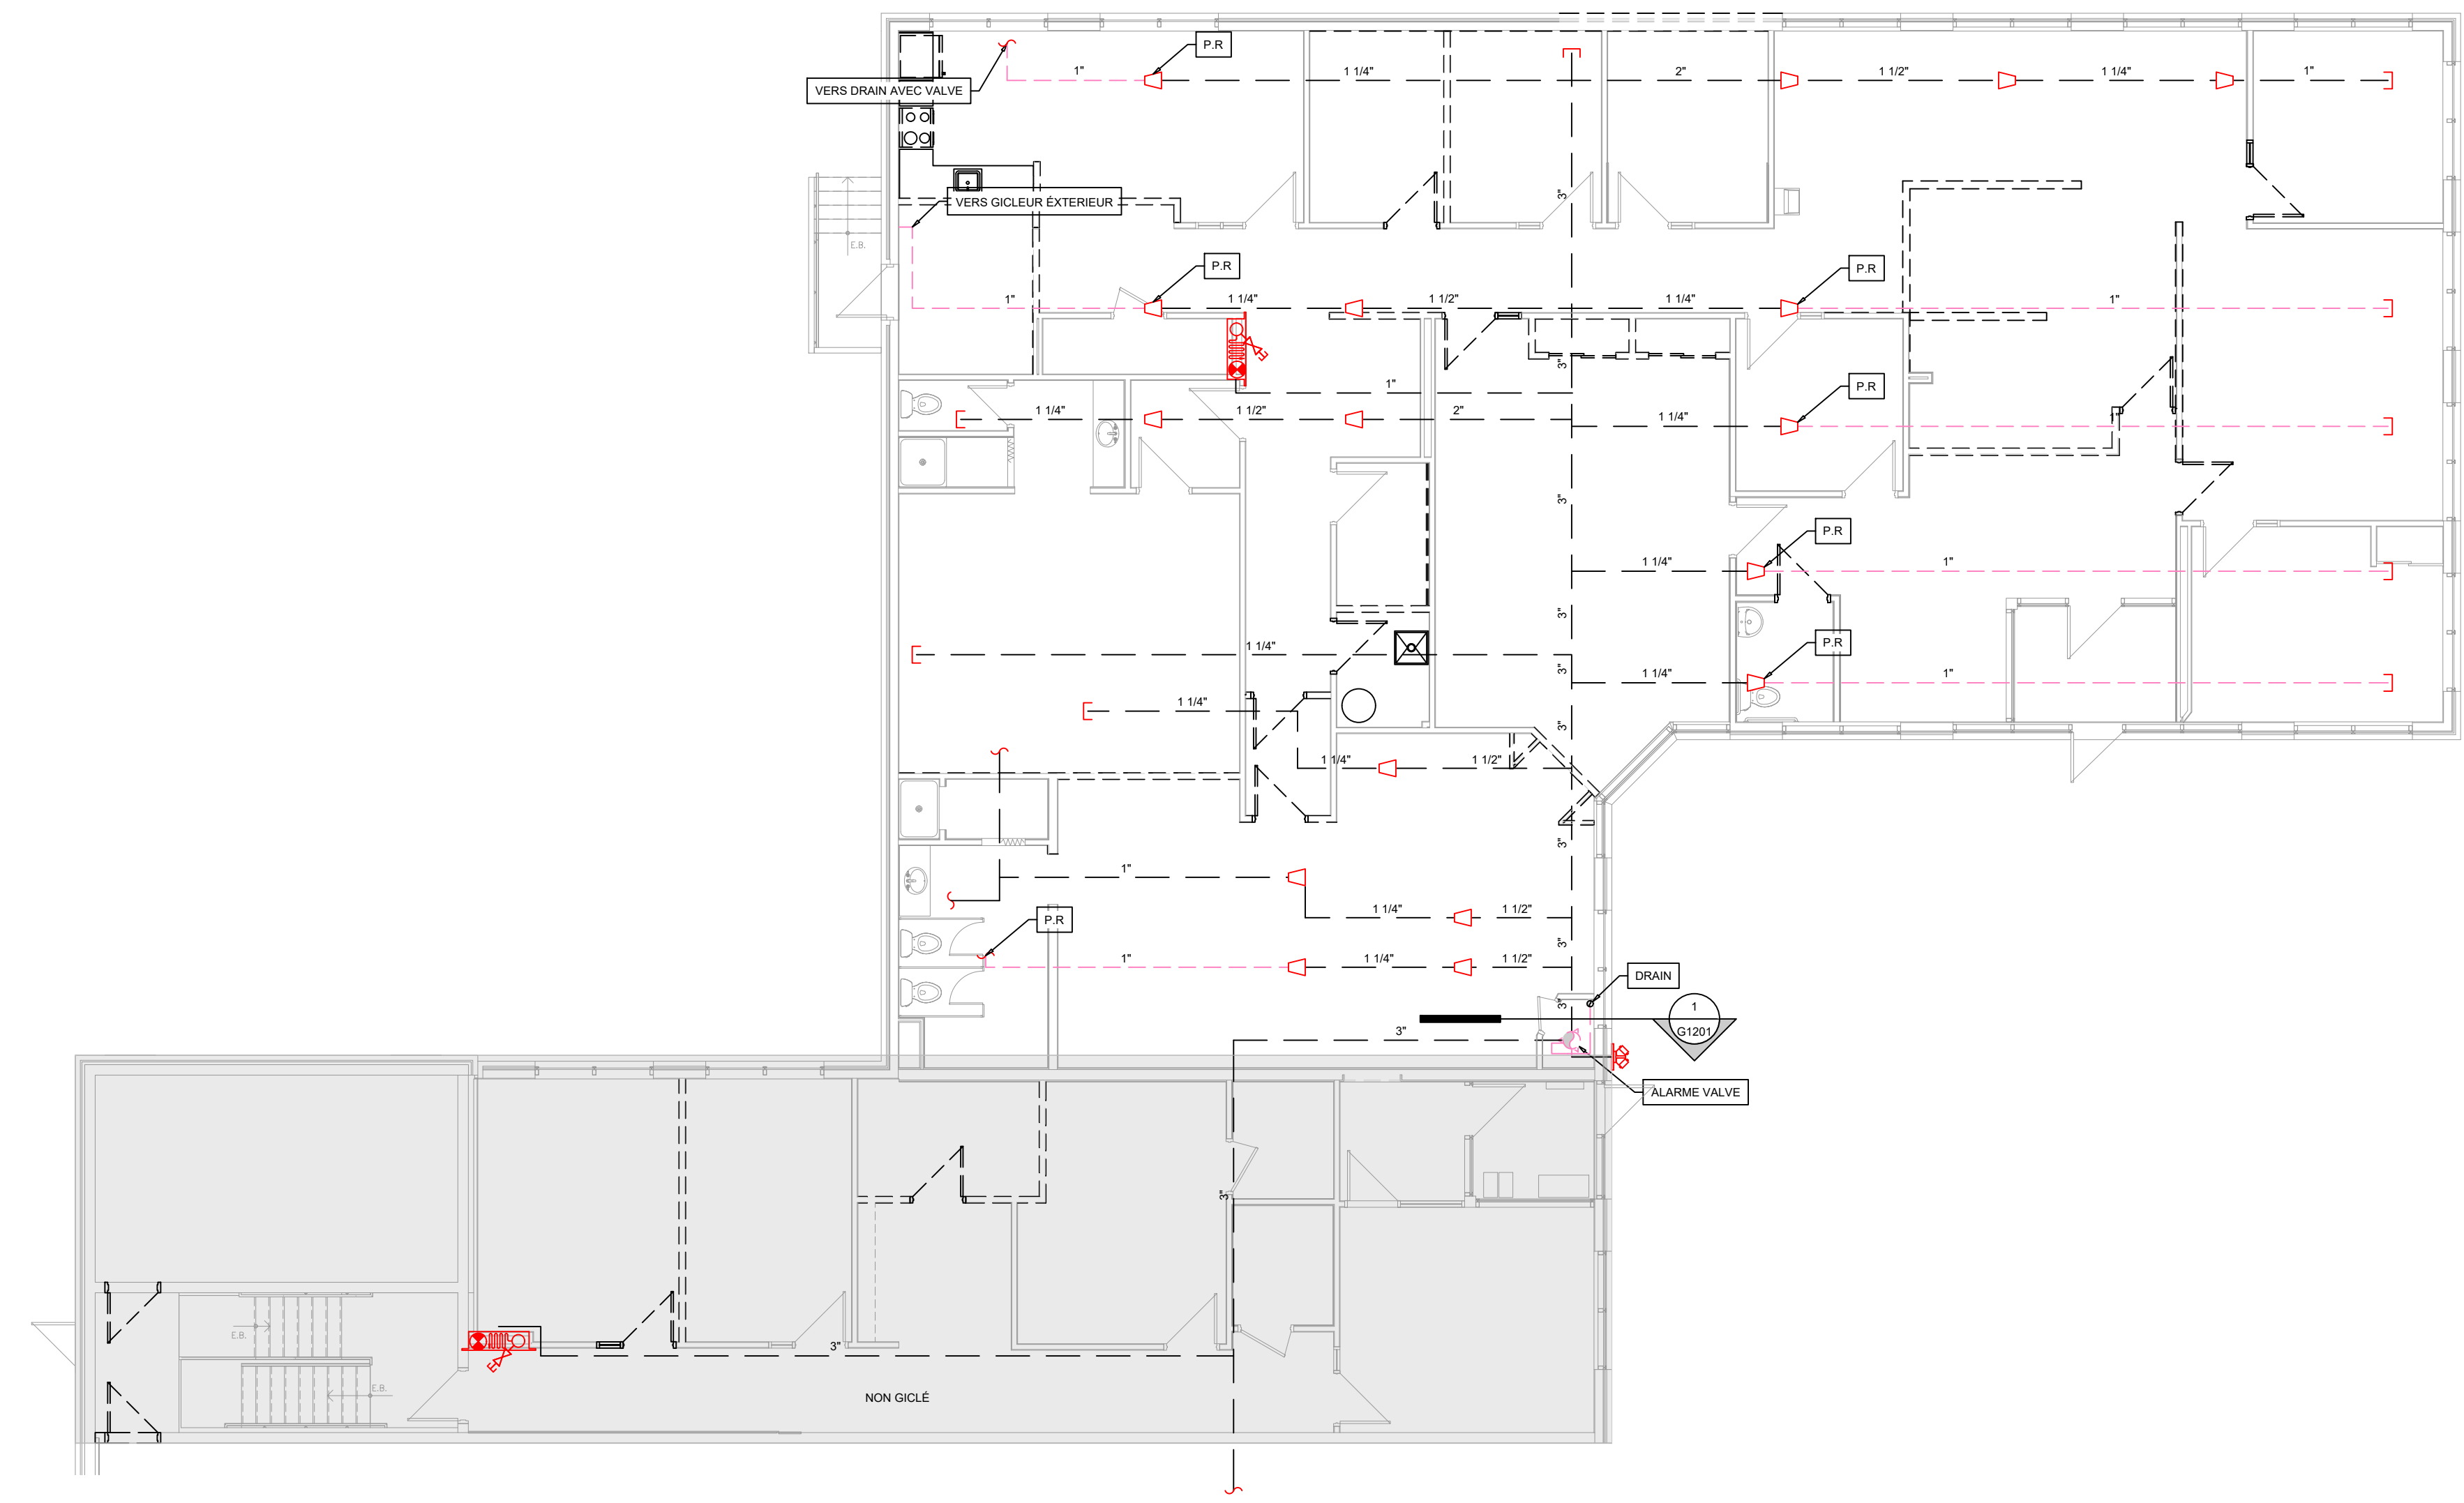 P.R
1"
1 1/4"
2"
1 1/2"
1 1/4"
1"
VERS DRAIN AVEC VALVE
3"
VERS GICLEUR ÉXTERIEUR
E.B.
P.R
P.R
1"
1 1/4"
1 1/2"
1 1/4"
1"
3"
1"
P.R
1 1/4"
1 1/2"
2"
1 1/4"
1"
3"
P.R
1 1/4"
1"
3"
P.R
1 1/4"
3"
1 1/4"
1"
1 1/4"
3"
1 1/4"
1 1/2"
3"
1"
P.R
1 1/4"
1 1/2"
3"
1"
1 1/4"
1 1/2"
DRAIN
3"
1
G1201
3"
ALARME VALVE
3"
E.B.
3"
E.B.
NON GICLÉ